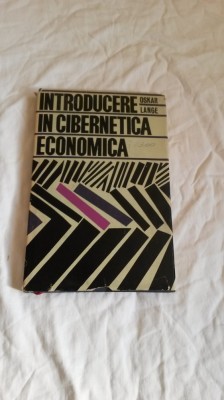 INTRODUCERE
OSKAR
LANGE
IN CIBERNETICA
ECONOMICA